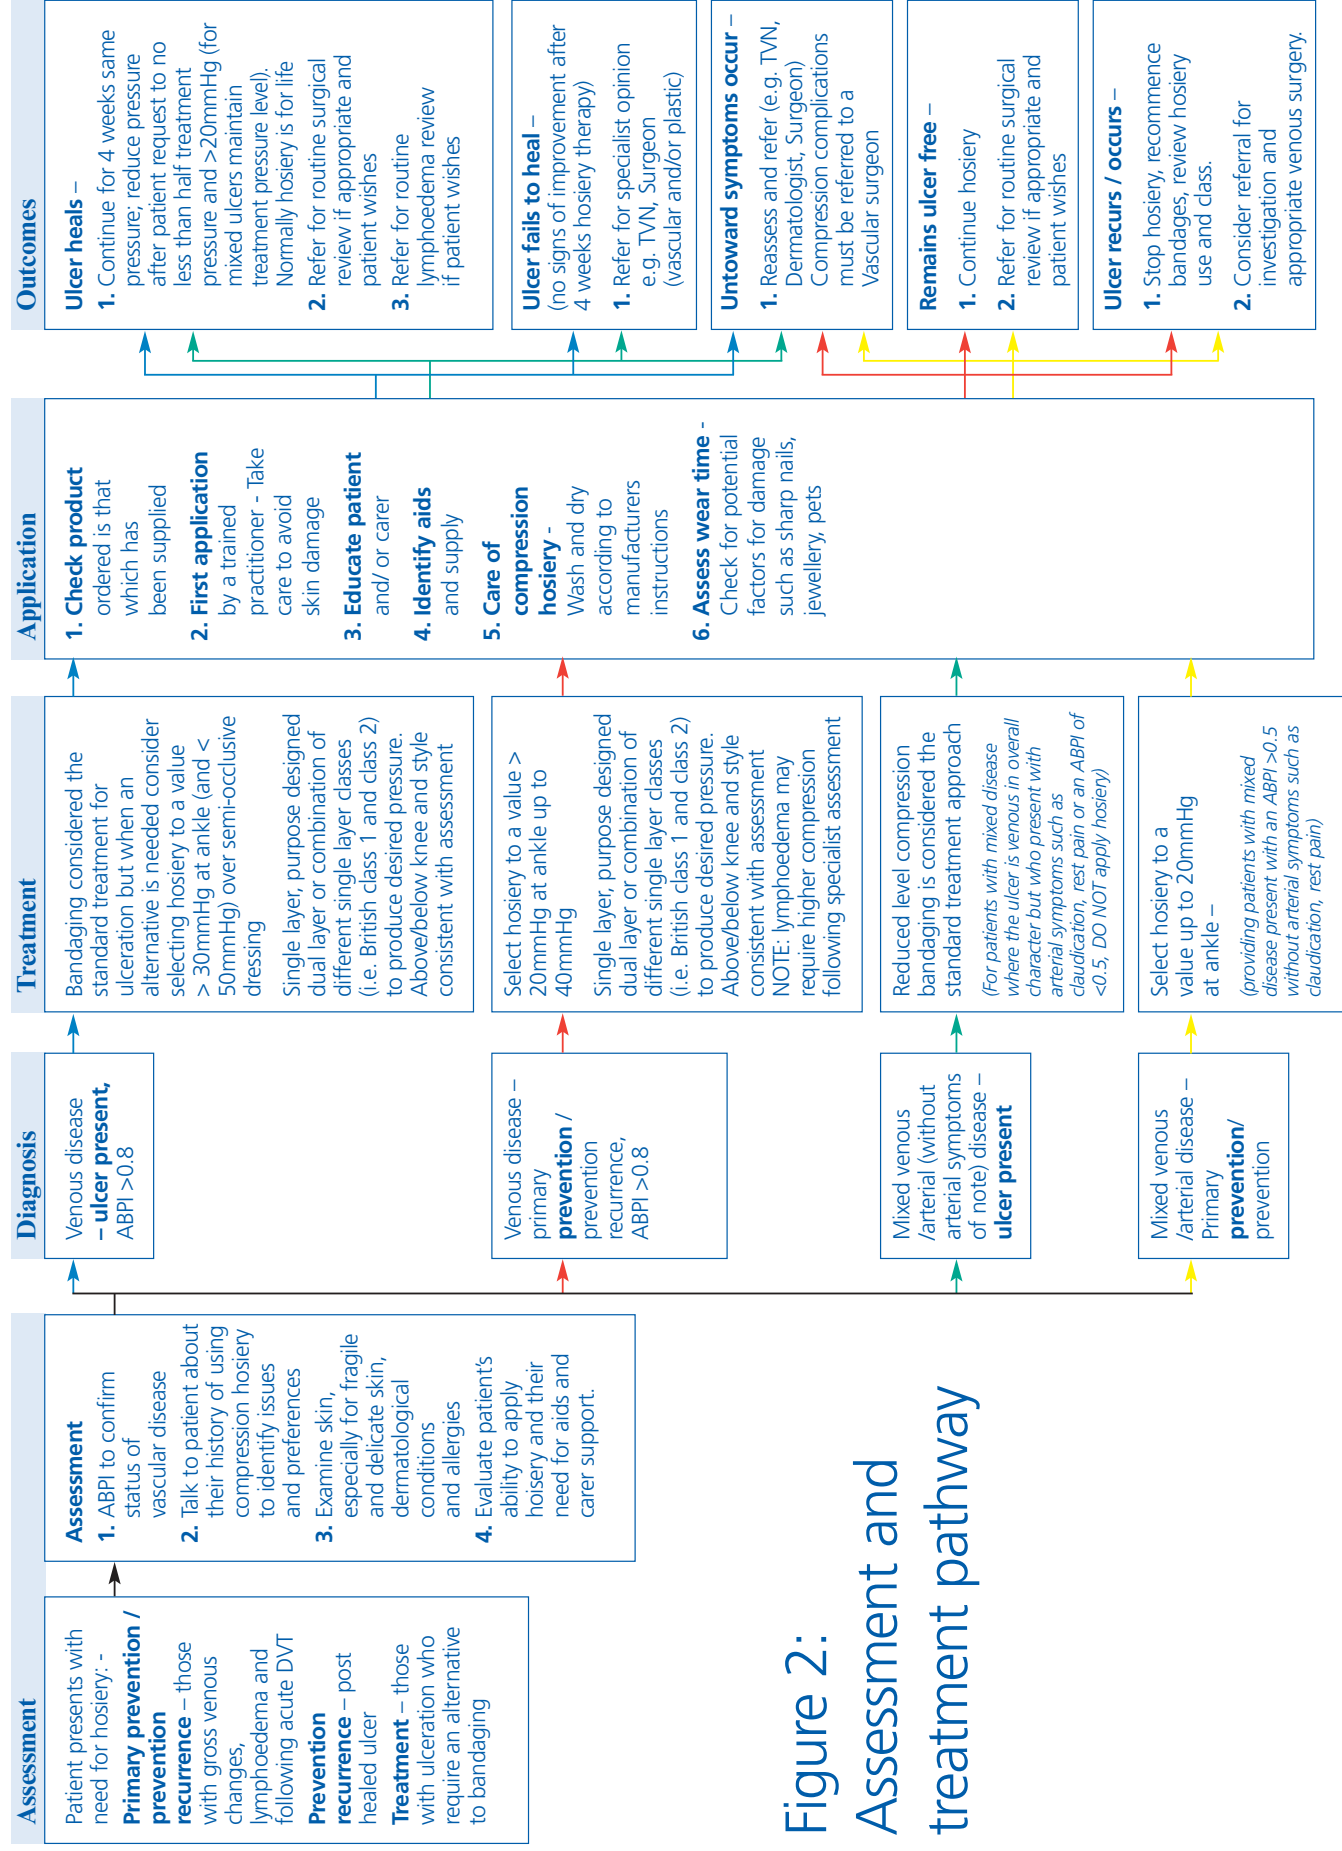 Assessment
Patient presents with
need for hosiery: -
Primary prevention /
prevention
recurrence – those
with gross venous
changes,
lymphoedema and
following acute DVT
Prevention
recurrence – post
healed ulcer
Treatment – those
with ulceration who
require an alternative
to bandaging
Assessment
1. ABPI to confirm
status of
vascular disease
2. Talk to patient about
their history of using
compression hosiery
to identify issues
and preferences
3. Examine skin,
especially for fragile
and delicate skin,
dermatological
conditions
and allergies
4. Evaluate patient's
ability to apply
hoisery and their
need for aids and
carer support.
Diagnosis
Venous disease
– ulcer present,
ABPI >0.8
Venous disease –
primary
prevention /
prevention
recurrence,
ABPI >0.8
Mixed venous
/arterial (without
arterial symptoms
of note) disease –
ulcer present
Mixed venous
/arterial disease –
Primary
prevention/
prevention
Treatment
Bandaging considered the
standard treatment for
ulceration but when an
alternative is needed consider
selecting hosiery to a value
> 30mmHg at ankle (and <
50mmHg) over semi-occlusive
dressing
Single layer, purpose designed
dual layer or combination of
different single layer classes
(i.e. British class 1 and class 2)
to produce desired pressure.
Above/below knee and style
consistent with assessment
Select hosiery to a value >
20mmHg at ankle up to
40mmHg
Single layer, purpose designed
dual layer or combination of
different single layer classes
(i.e. British class 1 and class 2)
to produce desired pressure.
Above/below knee and style
consistent with assessment
NOTE: lymphoedema may
require higher compression
following specialist assessment
Reduced level compression
bandaging is considered the
standard treatment approach
(For patients with mixed disease
where the ulcer is venous in overall
character but who present with
arterial symptoms such as
claudication, rest pain or an ABPI of
<0.5, DO NOT apply hosiery)
Select hosiery to a
value up to 20mmHg
at ankle –
(providing patients with mixed
disease present with an ABPI >0.5
without arterial symptoms such as
claudication, rest pain)
Application
1. Check product
ordered is that
which has
been supplied
2. First application
by a trained
practitioner - Take
care to avoid
skin damage
3. Educate patient
and/ or carer
4. Identify aids
and supply
5. Care of
compression
hosiery -
Wash and dry
according to
manufacturers
instructions
6. Assess wear time -
Check for potential
factors for damage
such as sharp nails,
jewellery, pets
Outcomes
Ulcer heals –
1. Continue for 4 weeks same
pressure; reduce pressure
after patient request to no
less than half treatment
pressure and >20mmHg (for
mixed ulcers maintain
treatment pressure level).
Normally hosiery is for life
2. Refer for routine surgical
review if appropriate and
patient wishes
3. Refer for routine
lymphoedema review
if patient wishes
Ulcer fails to heal –
(no signs of improvement after
4 weeks hosiery therapy)
1. Refer for specialist opinion
e.g. TVN, Surgeon
(vascular and/or plastic)
Untoward symptoms occur –
1. Reassess and refer (e.g. TVN,
Dermatologist, Surgeon)
Compression complications
must be referred to a
Vascular surgeon
Remains ulcer free –
1. Continue hosiery
2. Refer for routine surgical
review if appropriate and
patient wishes
Ulcer recurs / occurs –
1. Stop hosiery, recommence
bandages, review hosiery
use and class.
2. Consider referral for
investigation and
appropriate venous surgery.
Figure 2:
Assessment and
treatment pathway